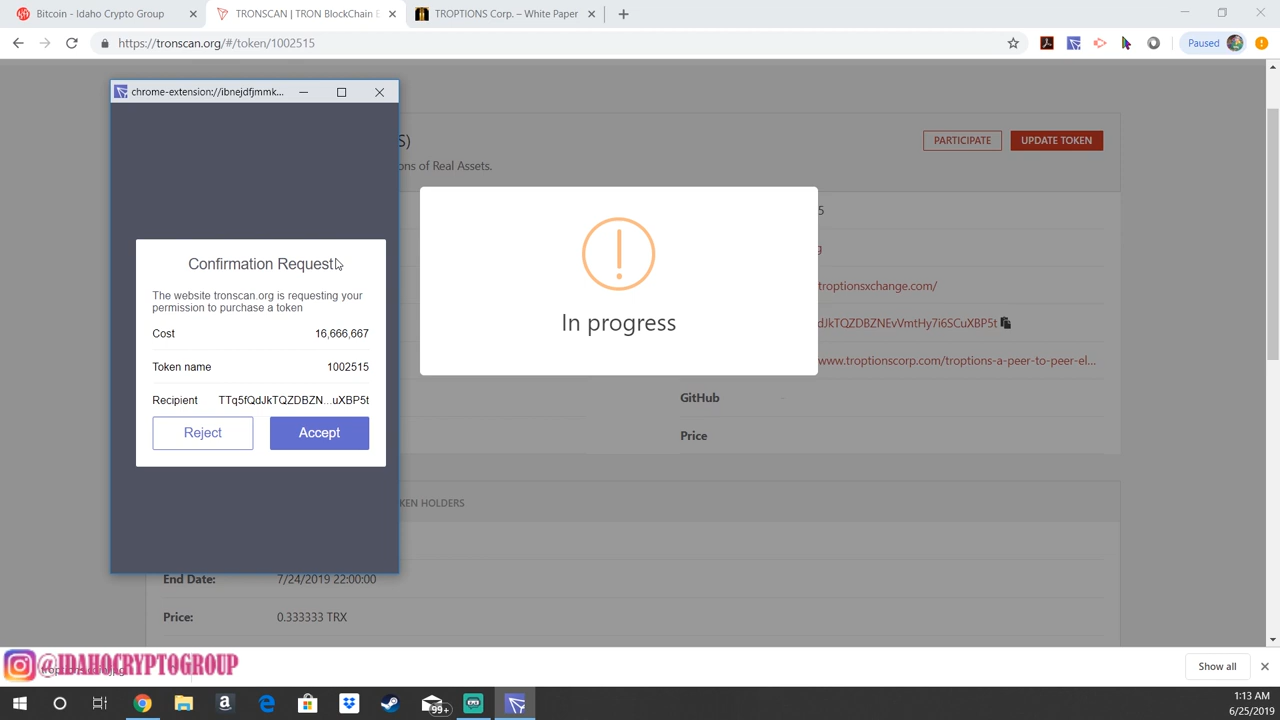 Bitcoin - Idaho Crypto Group
TRONSCAN | TRON BlockChain E
TROPTIONS Corp. – White Paper
https://tronscan.org/#/token/1002515
Paused
chrome-extension://ibnejdfjmmk...
S)
ons of Real Assets.
PARTICIPATE
UPDATE TOKEN
5
g
troptionsxchange.com/
dJkTQZDBZNEvVmtHy7i6SCuXBP5t
www.troptionscorp.com/troptions-a-peer-to-peer-el...
GitHub
-
Price
In progress
Confirmation Request
The website tronscan.org is requesting your
permission to purchase a token
Cost 16,666,667
Token name 1002515
Recipient TTq5fQdJkTQZDBZN...uXBP5t
Reject Accept
KEN HOLDERS
End Date: 7/24/2019 22:00:00
Price: 0.333333 TRX
@IDAHOCRYPTOGROUP
Show all
99+
1:13 AM
6/25/2019